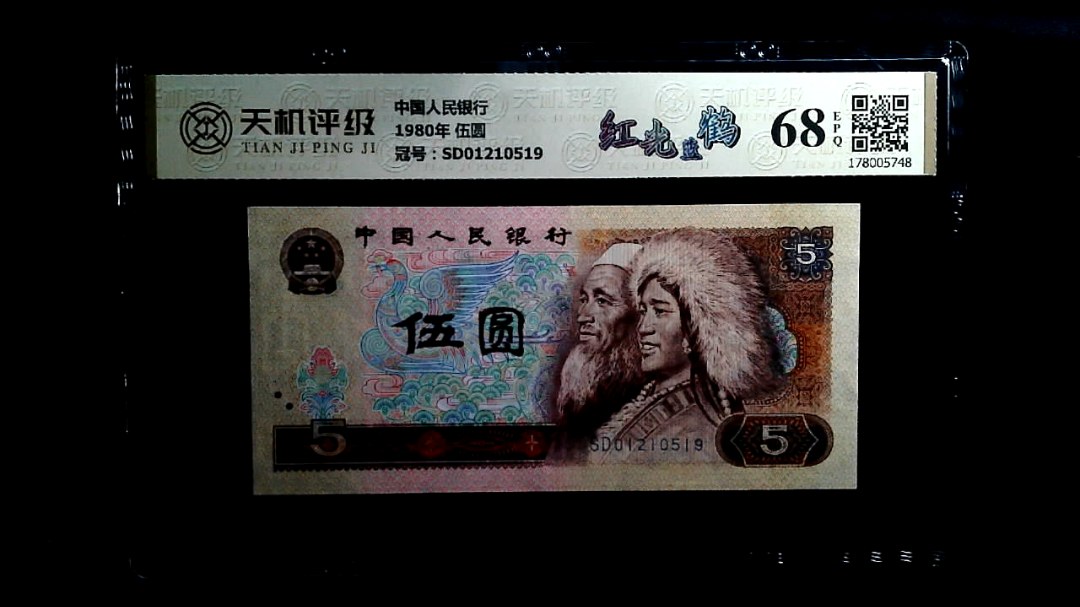 天机评级
TIAN JI PING JI
中国人民银行
1980年 伍圆
冠号：SD01210519
红光蓝鹤
68
EPQ
178005748
中国人民银行
5
伍圆
5
SD01210519
5